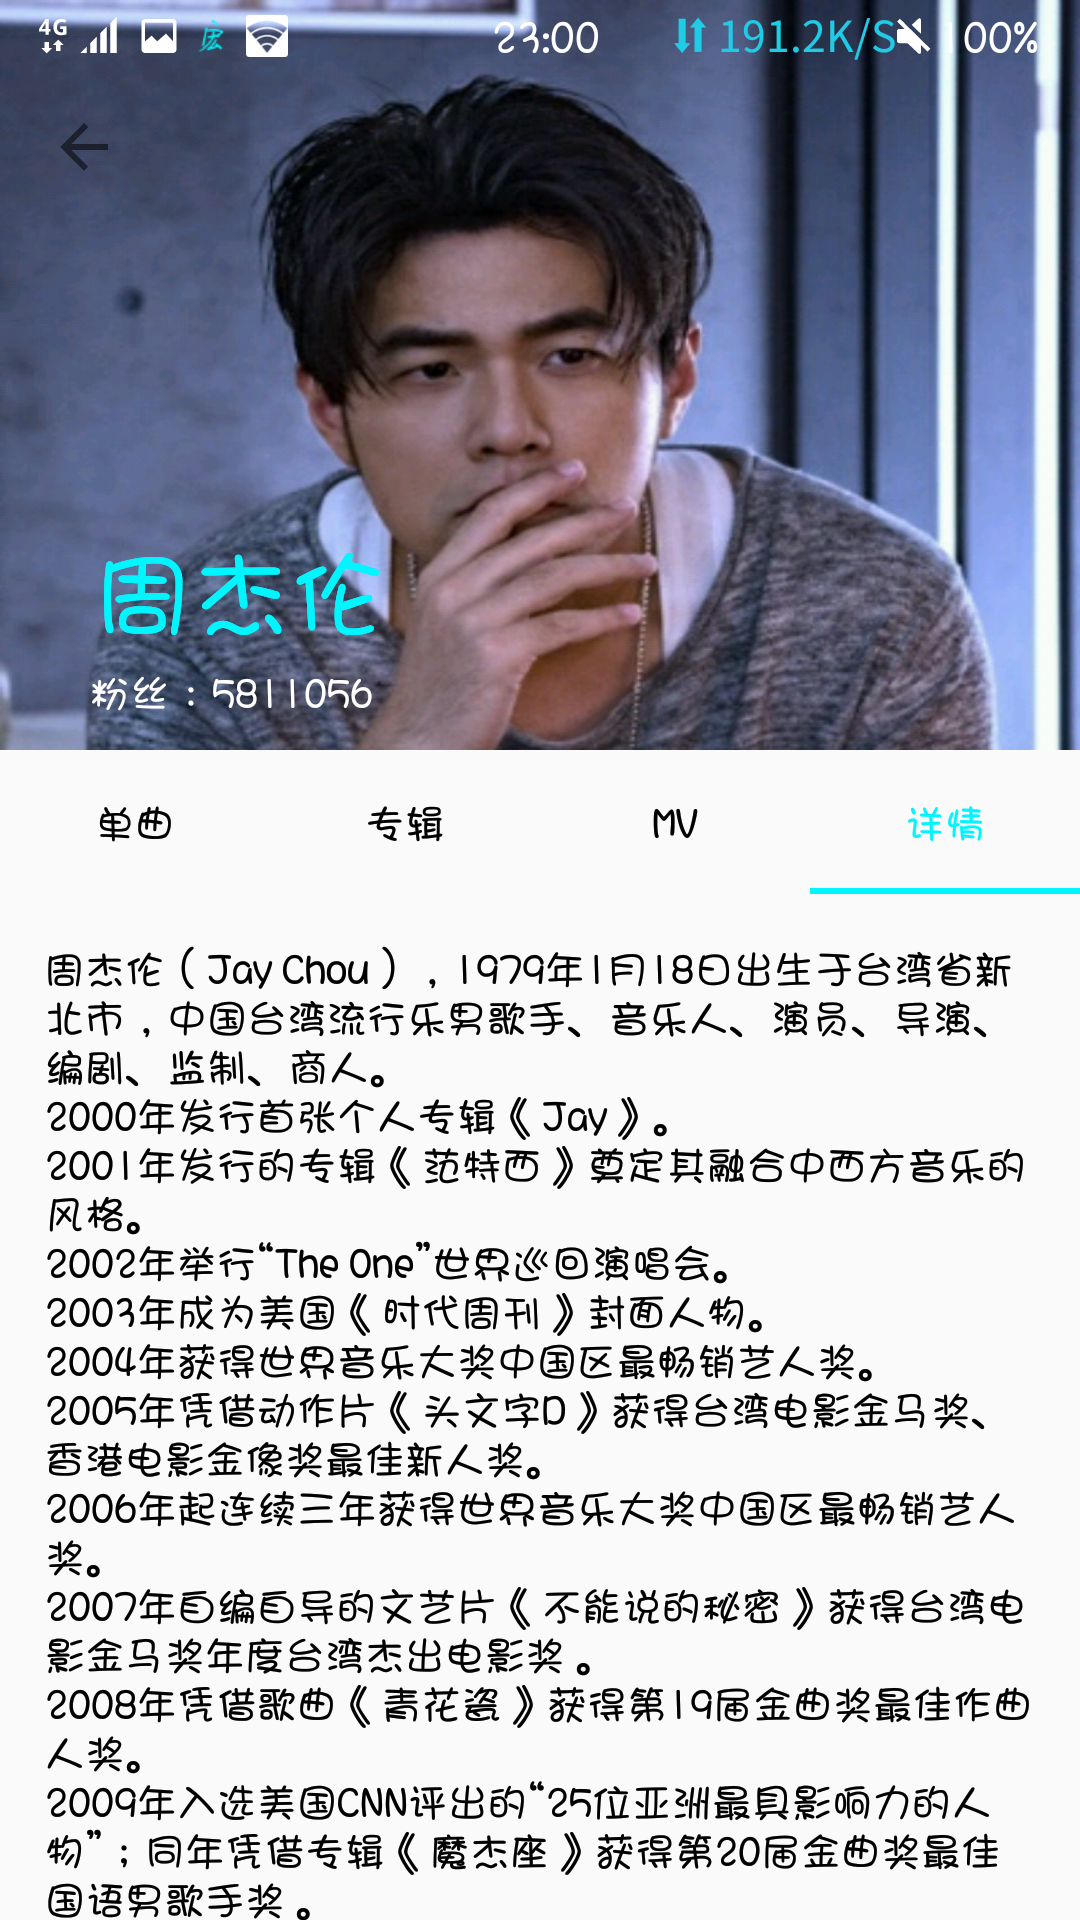 4G 宏 23:00 191.2K/S 100%
周杰伦
粉丝：5811056
单曲 专辑 MV 详情
周杰伦（Jay Chou），1979年1月18日出生于台湾省新
北市，中国台湾流行乐男歌手、音乐人、演员、导演、
编剧、监制、商人。
2000年发行首张个人专辑《Jay》。
2001年发行的专辑《范特西》奠定其融合中西方音乐的
风格。
2002年举行“The One”世界巡回演唱会。
2003年成为美国《时代周刊》封面人物。
2004年获得世界音乐大奖中国区最畅销艺人奖。
2005年凭借动作片《头文字D》获得台湾电影金马奖、
香港电影金像奖最佳新人奖。
2006年起连续三年获得世界音乐大奖中国区最畅销艺人
奖。
2007年自编自导的文艺片《不能说的秘密》获得台湾电
影金马奖年度台湾杰出电影奖 。
2008年凭借歌曲《青花瓷》获得第19届金曲奖最佳作曲
人奖。
2009年入选美国CNN评出的“25位亚洲最具影响力的人
物”；同年凭借专辑《魔杰座》获得第20届金曲奖最佳
国语男歌手奖 。